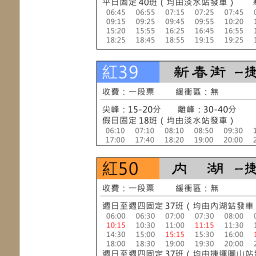 平日固定 40班 ( 均由淡水站發車 )
06:45 06:55 07:15 07:25 07:45
09:15 09:25 09:45 09:55 10:20
15:20 15:55 16:25 16:45 16:55
18:25 18:45 18:55 19:15 19:25
紅39 新春街 -捷
收費：一段票 緩衝區：無
尖峰：15-20分 離峰：30-40分
假日固定 18班 ( 均由淡水站發車 )
06:10 07:10 08:10 08:50 09:30
17:00 17:40 18:20 19:00 20:00
紅50 內 湖 -捷
收費：一段票 緩衝區：無
週日至週四固定 37班 ( 均由內湖站發車
06:00 06:30 07:00 07:30 08:00
10:15 10:30 11:00 11:15 11:30
14:30 15:00 15:15 15:30 16:00
18:00 18:30 19:00 19:30 20:00
週日至週四固定 37班 ( 均由捷運圓山站